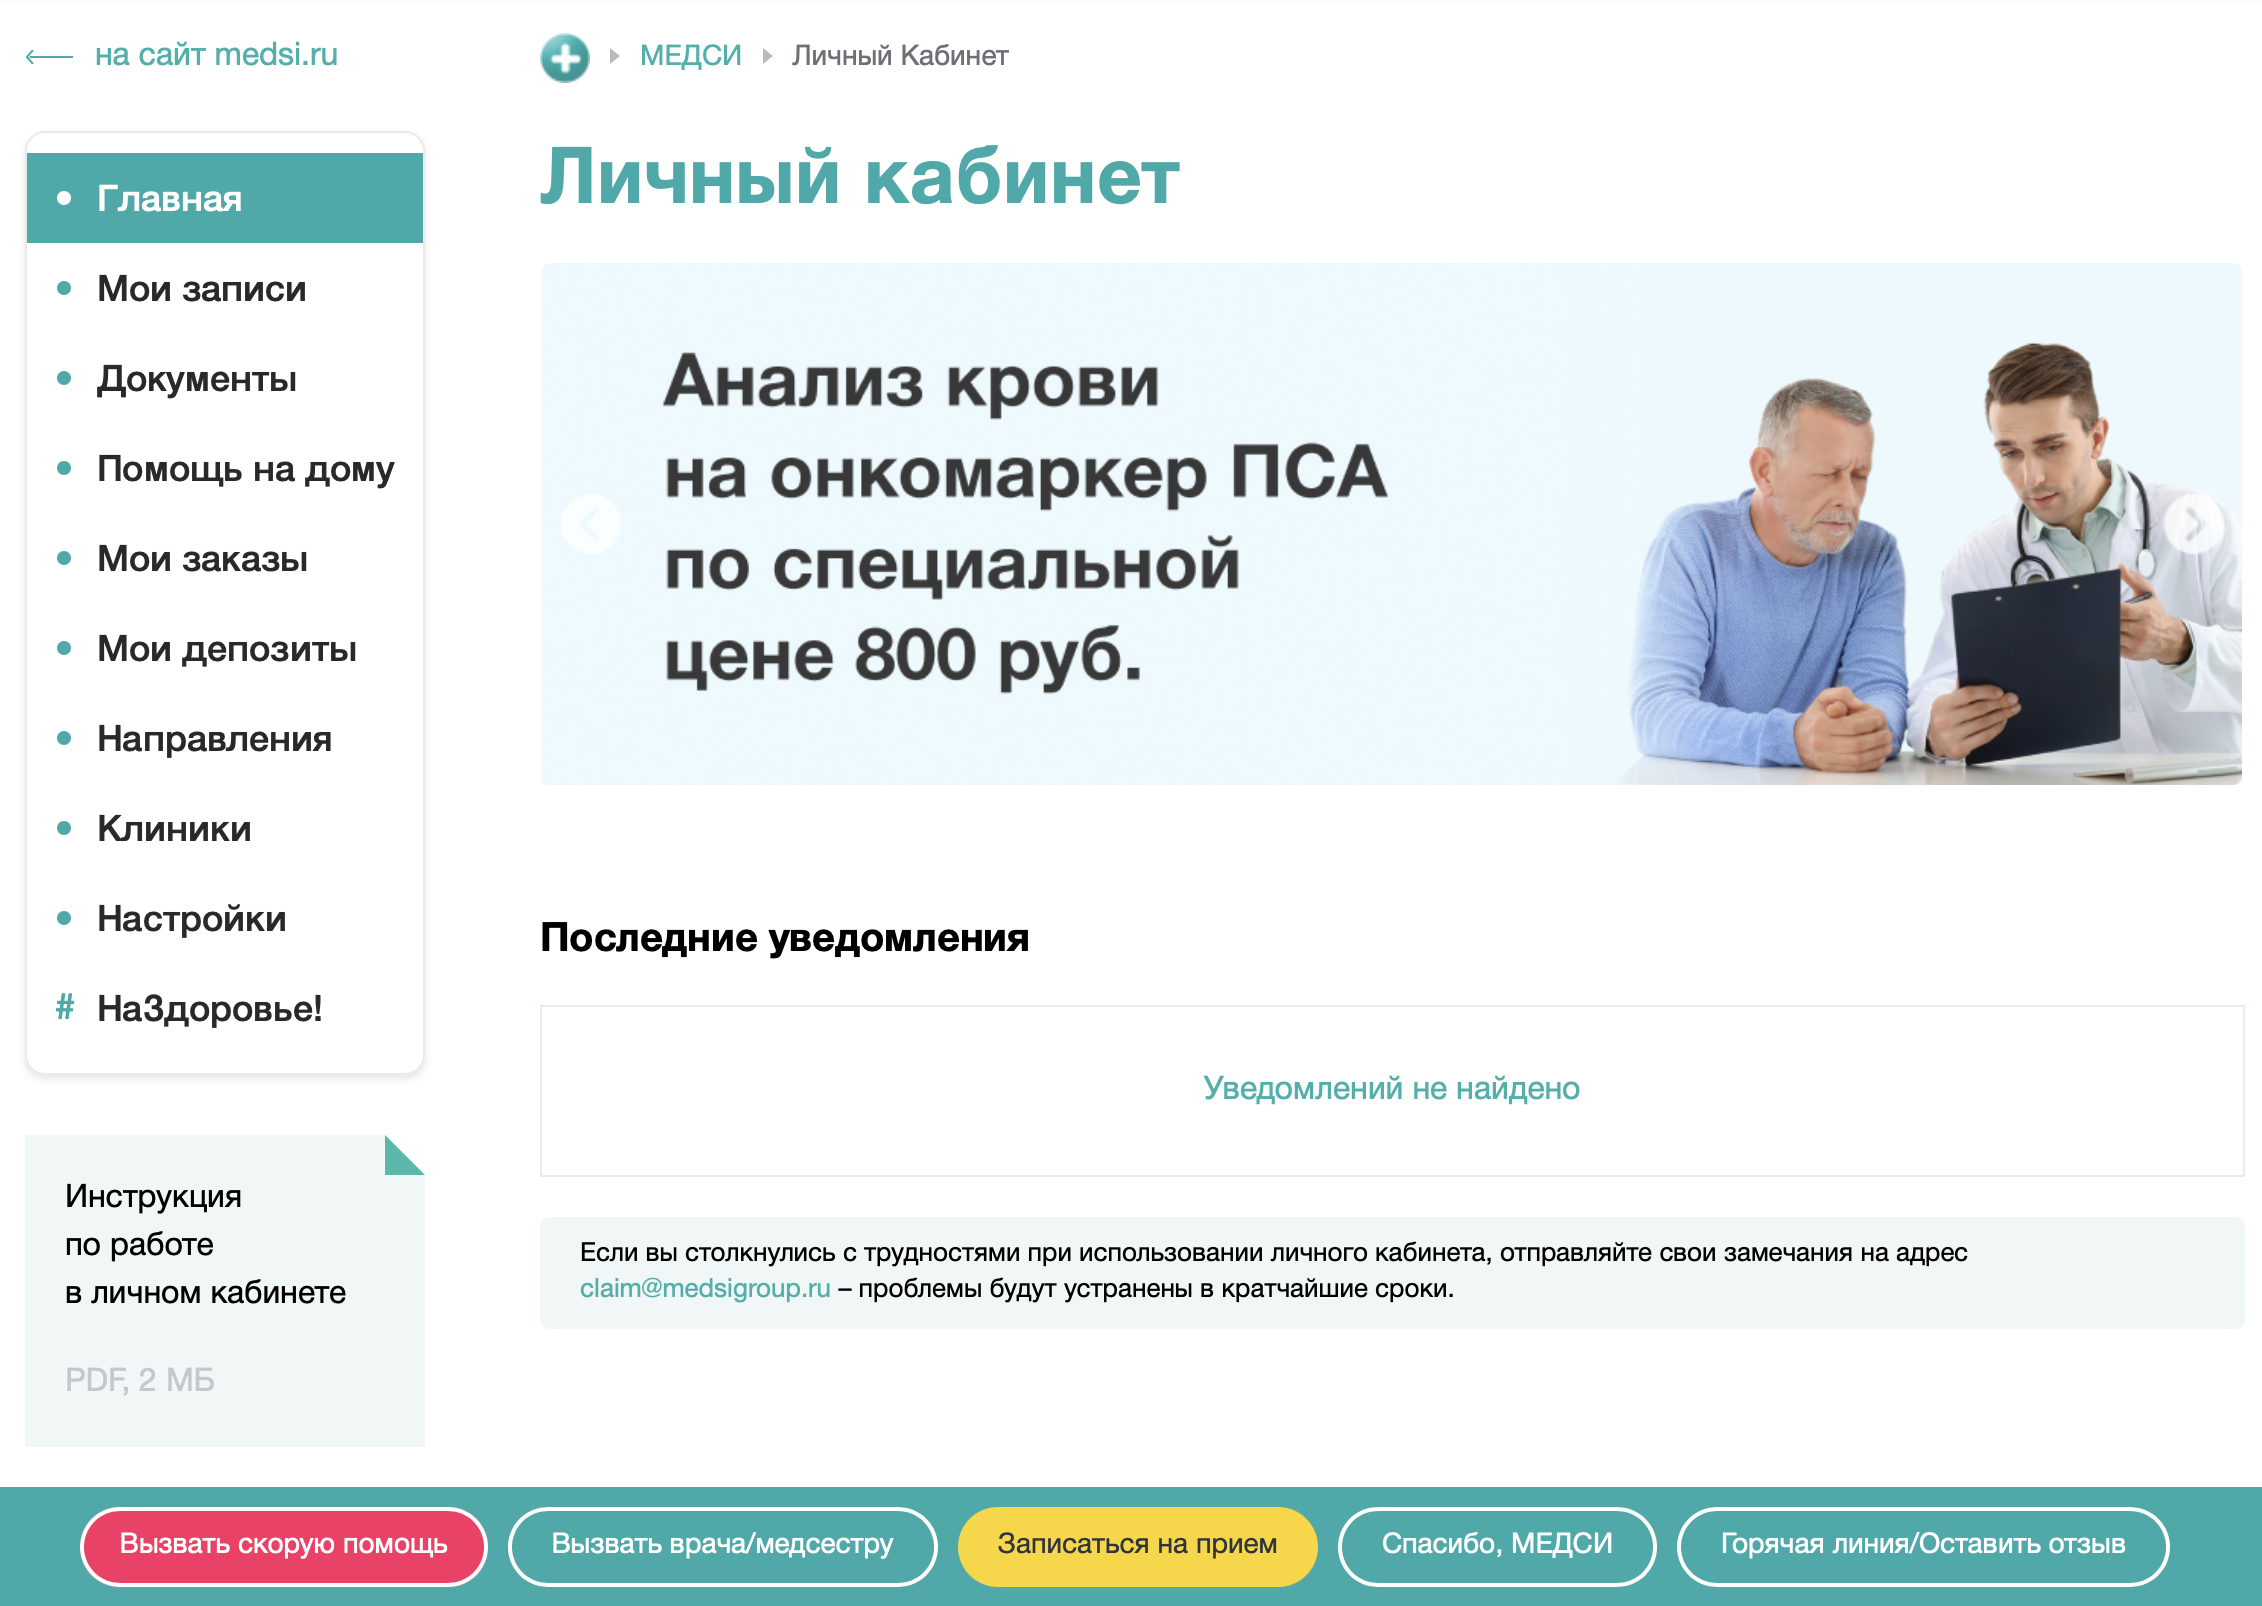 на сайт medsi.ru
МЕДСИ
Личный Кабинет
Главная
Мои записи
Документы
Помощь на дому
Мои заказы
Мои депозиты
Направления
Клиники
Настройки
# НаЗдоровье!
Инструкция
по работе
в личном кабинете
PDF, 2 МБ
Личный кабинет
Анализ крови
на онкомаркер ПСА
по специальной
цене 800 руб.
Последние уведомления
Уведомлений не найдено
Если вы столкнулись с трудностями при использовании личного кабинета, отправляйте свои замечания на адрес
claim@medsigroup.ru – проблемы будут устранены в кратчайшие сроки.
Вызвать скорую помощь
Вызвать врача/медсестру
Записаться на прием
Спасибо, МЕДСИ
Горячая линия/Оставить отзыв